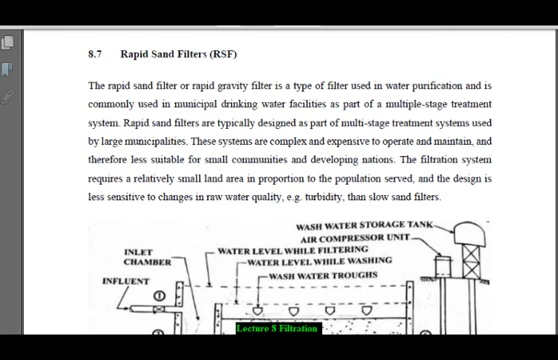 8.7 Rapid Sand Filters (RSF)
The rapid sand filter or rapid gravity filter is a type of filter used in water purification and is
commonly used in municipal drinking water facilities as part of a multiple-stage treatment
system. Rapid sand filters are typically designed as part of multi-stage treatment systems used
by large municipalities. These systems are complex and expensive to operate and maintain, and
therefore less suitable for small communities and developing nations. The filtration system
requires a relatively small land area in proportion to the population served, and the design is
less sensitive to changes in raw water quality, e.g. turbidity, than slow sand filters.
WASH WATER STORAGE TANK
AIR COMPRESSOR UNIT
INLET
CHAMBER
WATER LEVEL WHILE FILTERING
WATER LEVEL WHILE WASHING
WASH WATER TROUGHS
INFLUENT
1
Lecture 8 Filtration